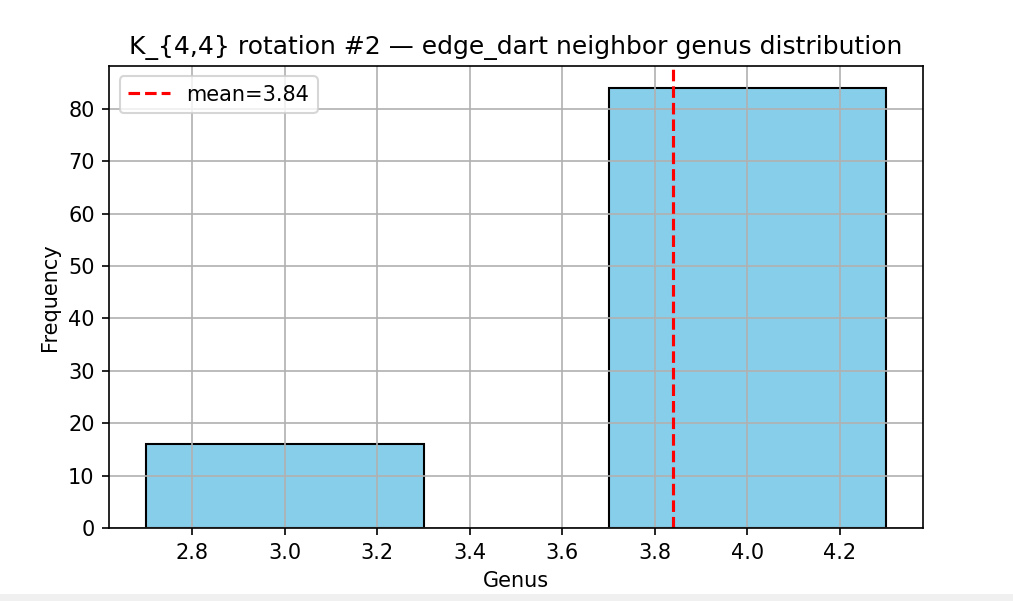 K_{4,4} rotation #2 — edge_dart neighbor genus distribution
mean=3.84
Frequency
80
70
60
50
40
30
20
10
0
2.8 3.0 3.2 3.4 3.6 3.8 4.0 4.2
Genus